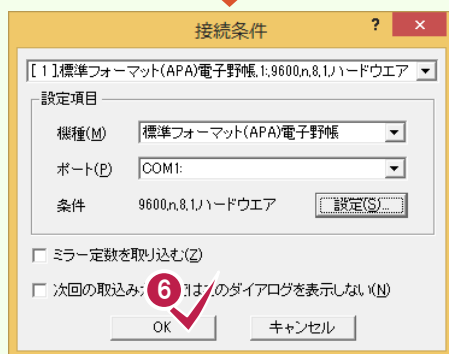 接続条件
? ×
[ 1 ]標準フォーマット(APA)電子野帳,1:,9600,n,8,1,ハードウエア
設定項目
機種(M) 標準フォーマット(APA)電子野帳
ポート(P) COM1:
条件 9600,n,8,1,ハードウエア 設定(S)...
ミラー定数を取り込む(Z)
次回の取込み
はこのダイアログを表示しない(N)
6
OK キャンセル